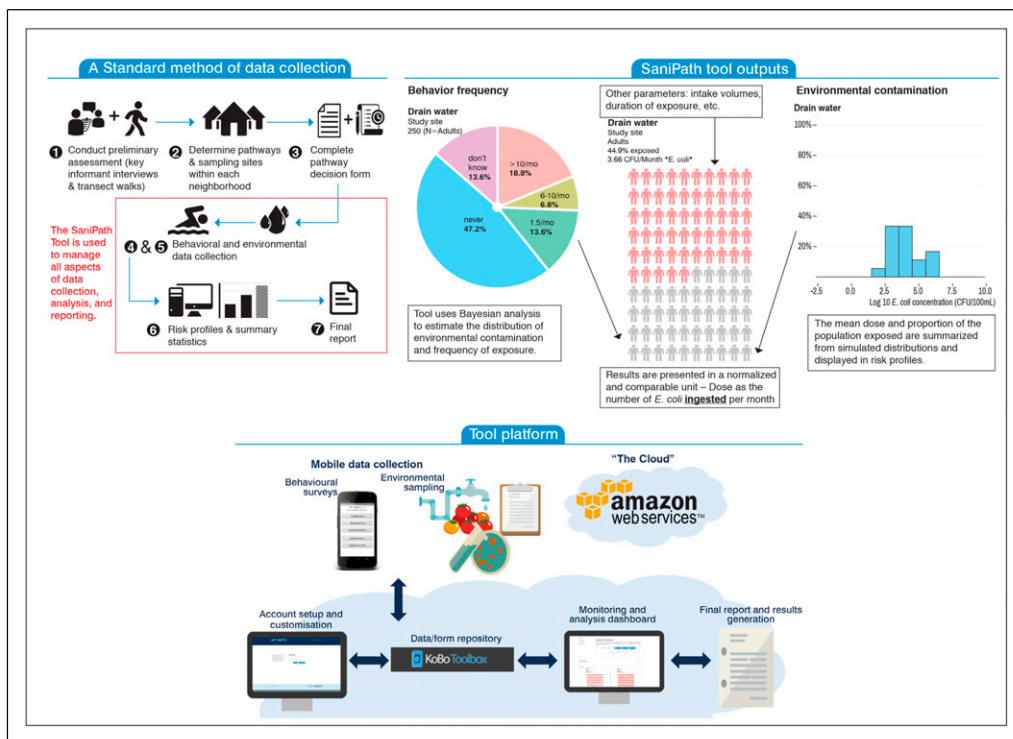 A Standard method of data collection
1 Conduct preliminary
assessment (key
informant interviews
& transect walks)
2 Determine pathways
& sampling sites
within each
neighborhood
3 Complete
pathway
decision form
The SaniPath
Tool is used
to manage
all aspects
of data
collection,
analysis, and
reporting.
4 & 5 Behavioral and environmental
data collection
6 Risk profiles & summary
statistics
7 Final
report
SaniPath tool outputs
Behavior frequency
Drain water
Study site
250 (N–Adults)
don't
know
13.6%
>10/mo
18.8%
6-10/mo
6.8%
1.5/mo
13.6%
never
47.2%
Tool uses Bayesian analysis
to estimate the distribution of
environmental contamination
and frequency of exposure.
Other parameters: intake volumes,
duration of exposure, etc.
Drain water
Study site
Adults
44.9% exposed
3.66 CFU/Month *E. coli*
Results are presented in a normalized
and comparable unit – Dose as the
number of E. coli ingested per month
Environmental contamination
Drain water
100%
80%
60%
40%
20%
-2.5 0.0 2.5 5.0 7.5 10.0
Log 10 E. coli concentration (CFU/100mL)
The mean dose and proportion of the
population exposed are summarized
from simulated distributions and
displayed in risk profiles.
Tool platform
Mobile data collection
Behavioural
surveys
Environmental
sampling
"The Cloud"
amazon
web services™
Account setup and
customisation
Data/form repository
KoBoToolbox
Monitoring and
analysis dashboard
Final report and results
generation